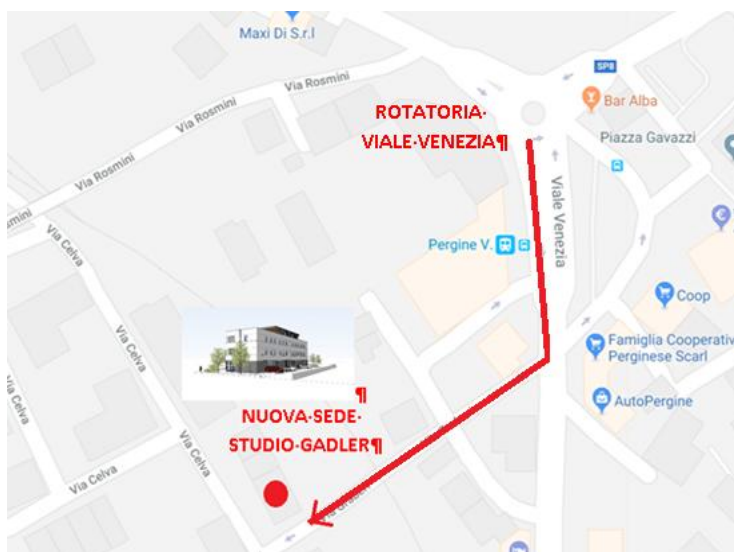 Maxi Di S.r.l
Via Rosmini
Via Rosmini
Via Rosmini
SP8
Bar Alba
ROTATORIA·
VIALE·VENEZIA¶
Piazza Gavazzi
Viale Venezia
Pergine V.
Via Celva
Coop
Famiglia Cooperativ
Perginese Scarl
Via Celva
AutoPergine
¶
NUOVA·SEDE·
STUDIO·GADLER¶
Via Celva
Via Celva